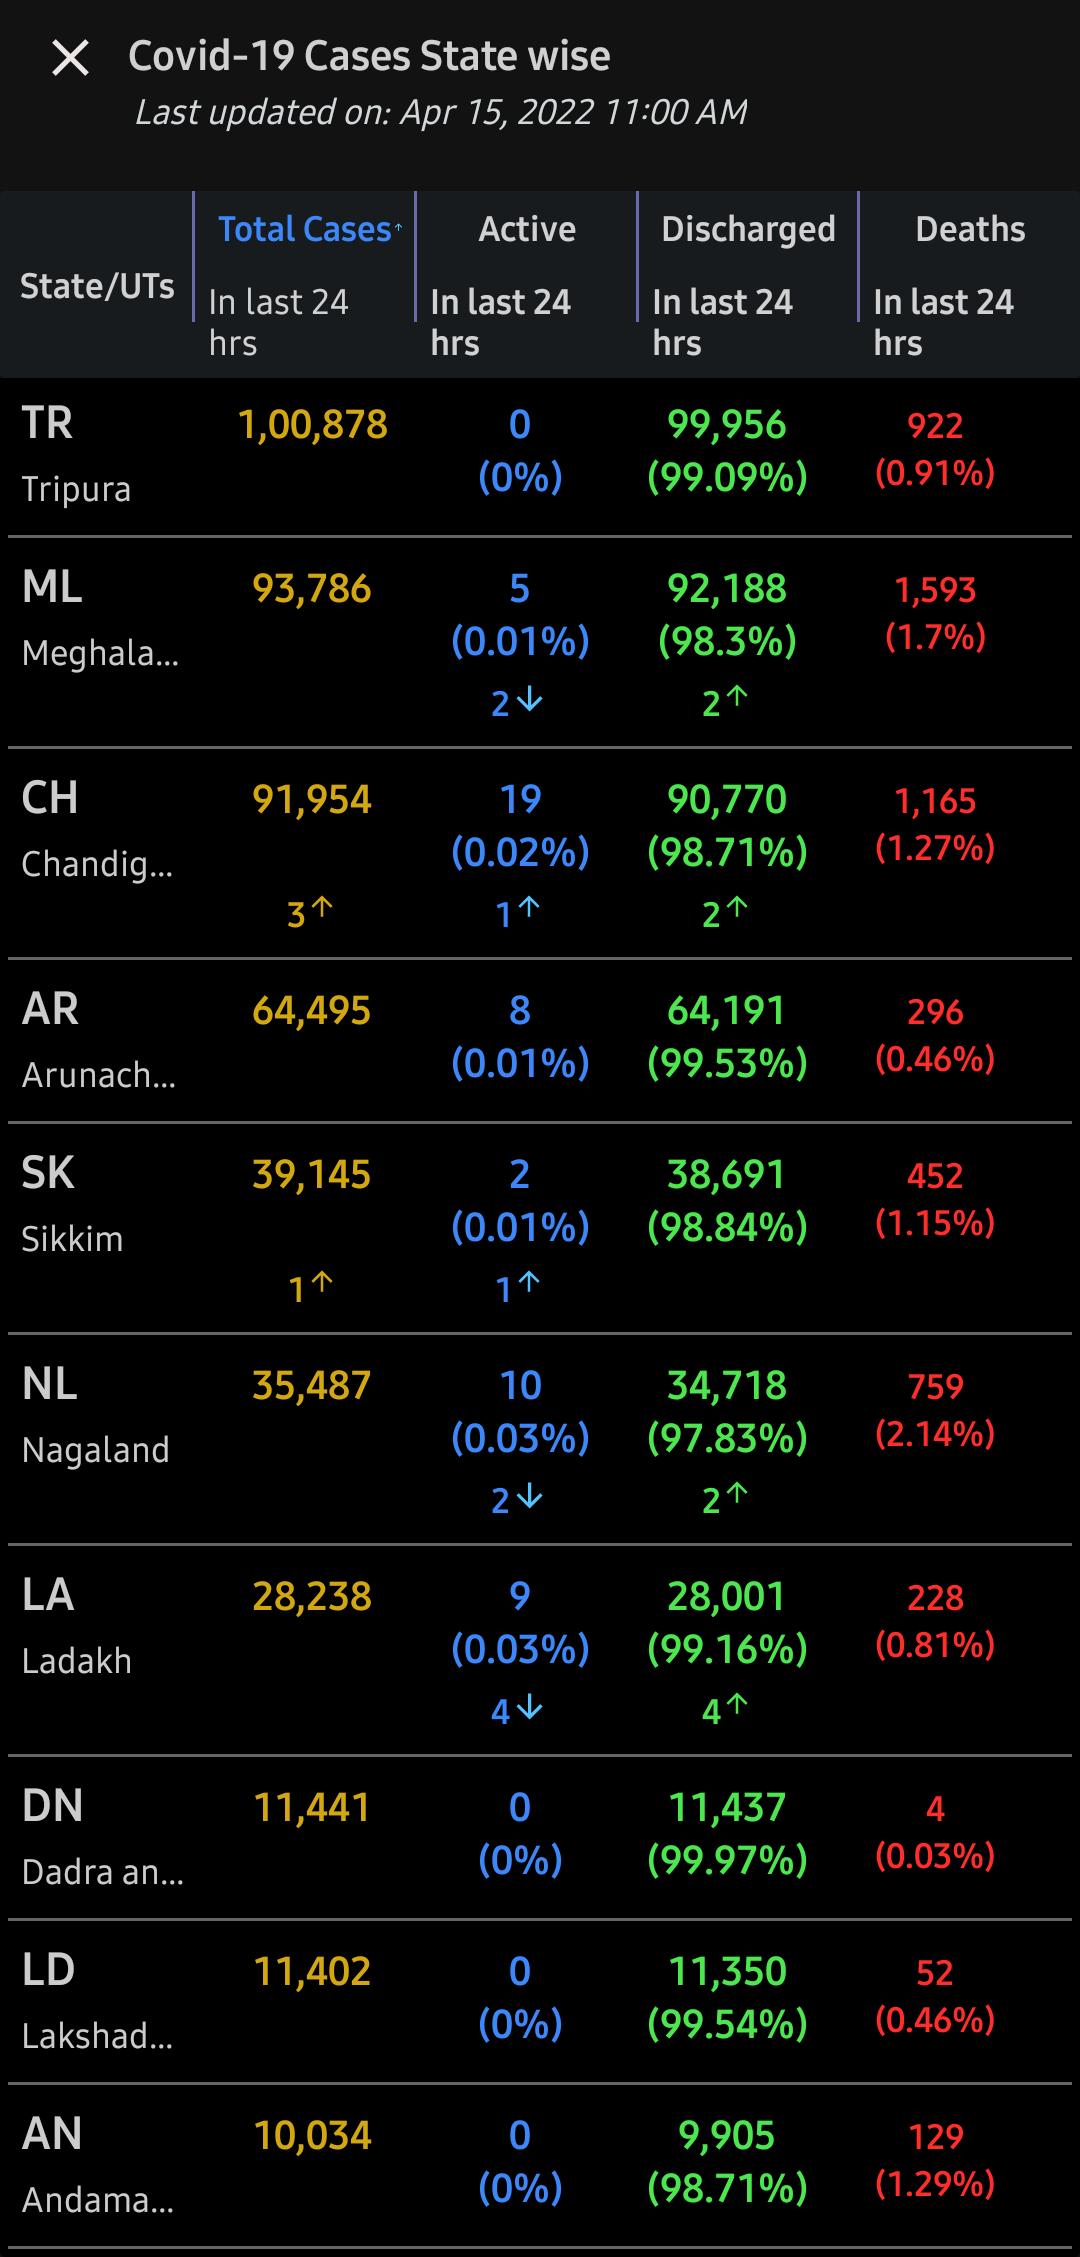 Covid-19 Cases State wise
Last updated on: Apr 15, 2022 11:00 AM
State/UTs
Total Cases↑ Active Discharged Deaths
In last 24 hrs In last 24 hrs In last 24 hrs In last 24 hrs
TR 1,00,878 0 99,956 922
Tripura (0%) (99.09%) (0.91%)
ML 93,786 5 92,188 1,593
Meghala... (0.01%) (98.3%) (1.7%)
2↓ 2↑
CH 91,954 19 90,770 1,165
Chandig... (0.02%) (98.71%) (1.27%)
3↑ 1↑ 2↑
AR 64,495 8 64,191 296
Arunach... (0.01%) (99.53%) (0.46%)
SK 39,145 2 38,691 452
Sikkim (0.01%) (98.84%) (1.15%)
1↑ 1↑
NL 35,487 10 34,718 759
Nagaland (0.03%) (97.83%) (2.14%)
2↓ 2↑
LA 28,238 9 28,001 228
Ladakh (0.03%) (99.16%) (0.81%)
4↓ 4↑
DN 11,441 0 11,437 4
Dadra an... (0%) (99.97%) (0.03%)
LD 11,402 0 11,350 52
Lakshad... (0%) (99.54%) (0.46%)
AN 10,034 0 9,905 129
Andama... (0%) (98.71%) (1.29%)